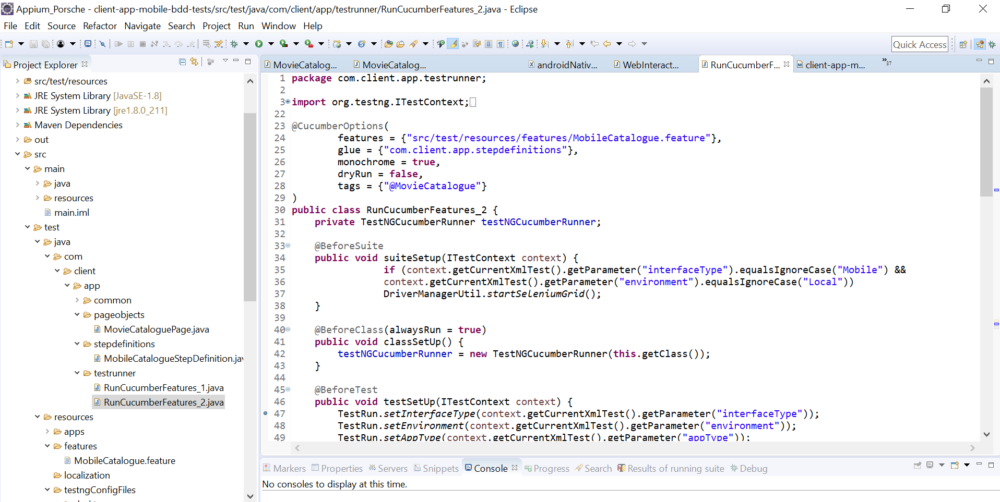 Appium_Porsche - client-app-mobile-bdd-tests/src/test/java/com/client/app/testrunner/RunCucumberFeatures_2.java - Eclipse
File Edit Source Refactor Navigate Search Project Run Window Help
Quick Access
Project Explorer
src/test/resources
JRE System Library [JavaSE-1.8]
JRE System Library [jre1.8.0_211]
Maven Dependencies
out
src
main
java
resources
main.iml
test
java
com
client
app
common
pageobjects
MovieCataloguePage.java
stepdefinitions
MobileCatalogueStepDefinition.jav
testrunner
RunCucumberFeatures_1.java
RunCucumberFeatures_2.java
resources
apps
features
MobileCatalogue.feature
localization
testngConfigFiles
MovieCatalog... MovieCatalog... androidNativ... WebInteract... RunCucumberF... client-app-m... »37
1 package com.client.app.testrunner;
2
3 import org.testng.ITestContext;
22
23 @CucumberOptions(
24 features = {"src/test/resources/features/MobileCatalogue.feature"},
25 glue = {"com.client.app.stepdefinitions"},
26 monochrome = true,
27 dryRun = false,
28 tags = {"@MovieCatalogue"}
29 )
30 public class RunCucumberFeatures_2 {
31 private TestNGCucumberRunner testNGCucumberRunner;
32
33 @BeforeSuite
34 public void suiteSetup(ITestContext context) {
35 if (context.getCurrentXmlTest().getParameter("interfaceType").equalsIgnoreCase("Mobile") &&
36 context.getCurrentXmlTest().getParameter("environment").equalsIgnoreCase("Local"))
37 DriverManagerUtil.startSeleniumGrid();
38 }
39
40 @BeforeClass(alwaysRun = true)
41 public void classSetUp() {
42 testNGCucumberRunner = new TestNGCucumberRunner(this.getClass());
43 }
44
45 @BeforeTest
46 public void testSetUp(ITestContext context) {
47 TestRun.setInterfaceType(context.getCurrentXmlTest().getParameter("interfaceType"));
48 TestRun.setEnvironment(context.getCurrentXmlTest().getParameter("environment"));
49 TestRun.setAppType(context.getCurrentXmlTest().getParameter("appType"));
Markers Properties Servers Snippets Console Progress Search Results of running suite Debug
No consoles to display at this time.